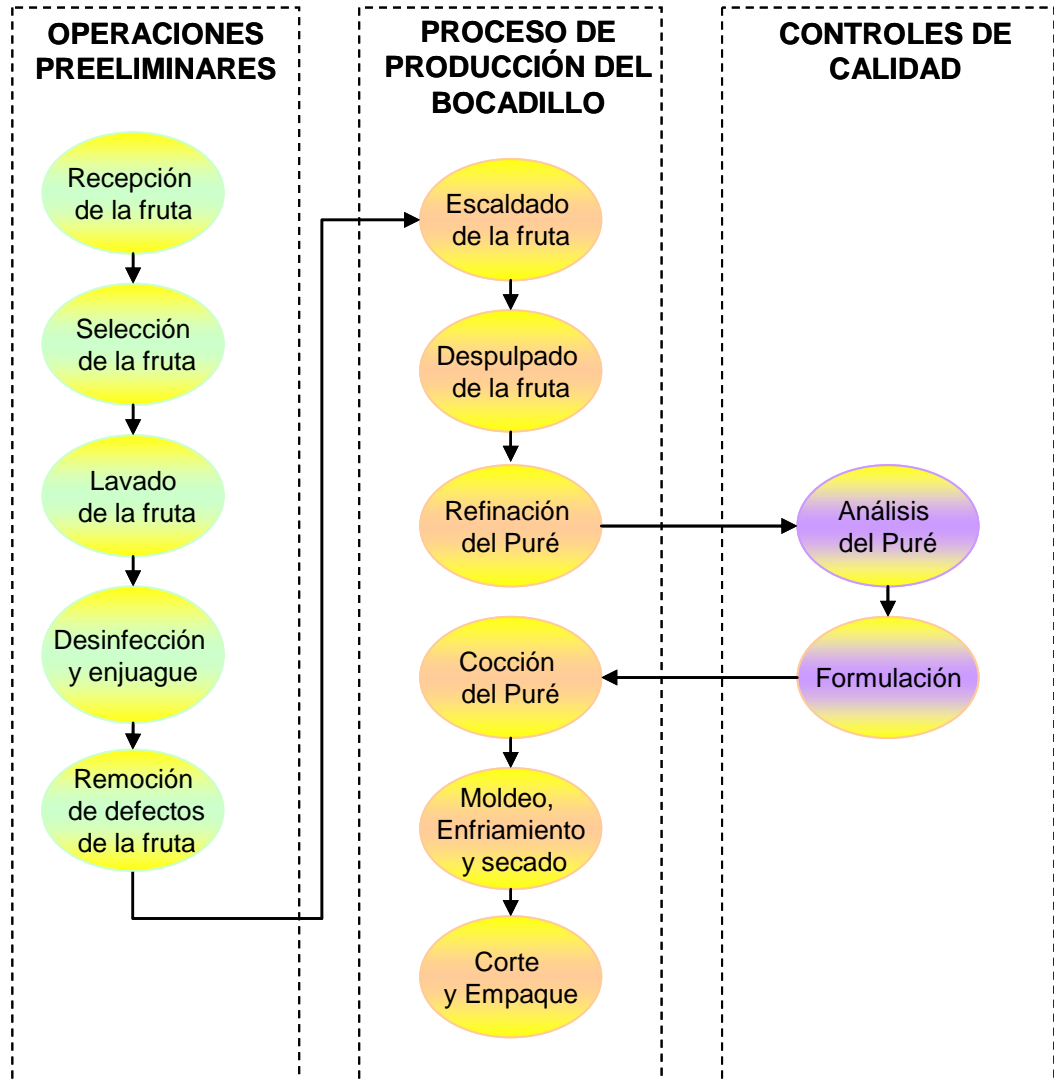 OPERACIONES
PREELIMINARES
Recepción
de la fruta
Selección
de la fruta
Lavado
de la fruta
Desinfección
y enjuague
Remoción
de defectos
de la fruta
PROCESO DE
PRODUCCIÓN DEL
BOCADILLO
Escaldado
de la fruta
Despulpado
de la fruta
Refinación
del Puré
Cocción
del Puré
Moldeo,
Enfriamiento
y secado
Corte
y Empaque
CONTROLES DE
CALIDAD
Análisis
del Puré
Formulación